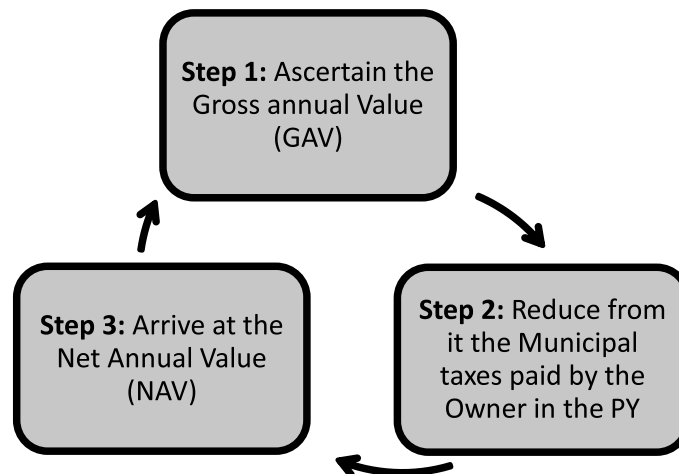 Step 1: Ascertain the
Gross annual Value
(GAV)
Step 2: Reduce from
it the Municipal
taxes paid by the
Owner in the PY
Step 3: Arrive at the
Net Annual Value
(NAV)